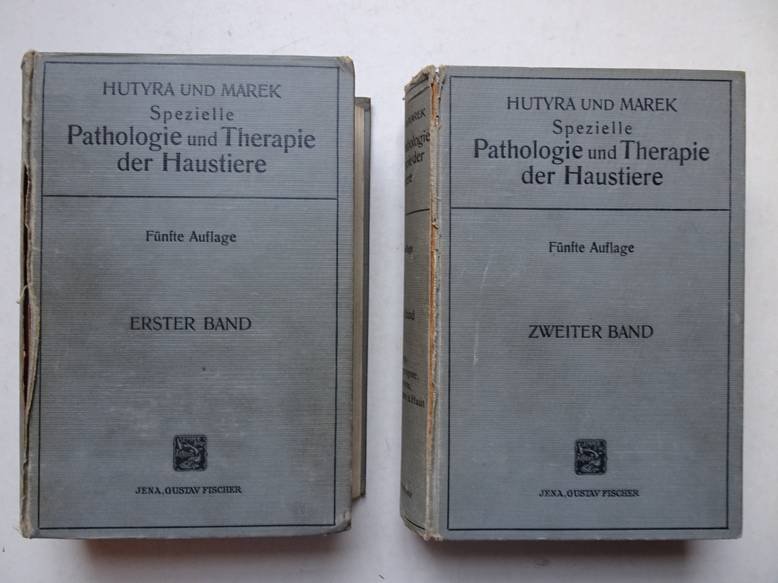 HUTYRA UND MAREK
Spezielle
Pathologie und Therapie
der Haustiere
Fünfte Auflage
ERSTER BAND
JENA, GUSTAV FISCHER
HUTYRA UND MAREK
Spezielle
Pathologie und Therapie
der Haustiere
Fünfte Auflage
ZWEITER BAND
JENA, GUSTAV FISCHER